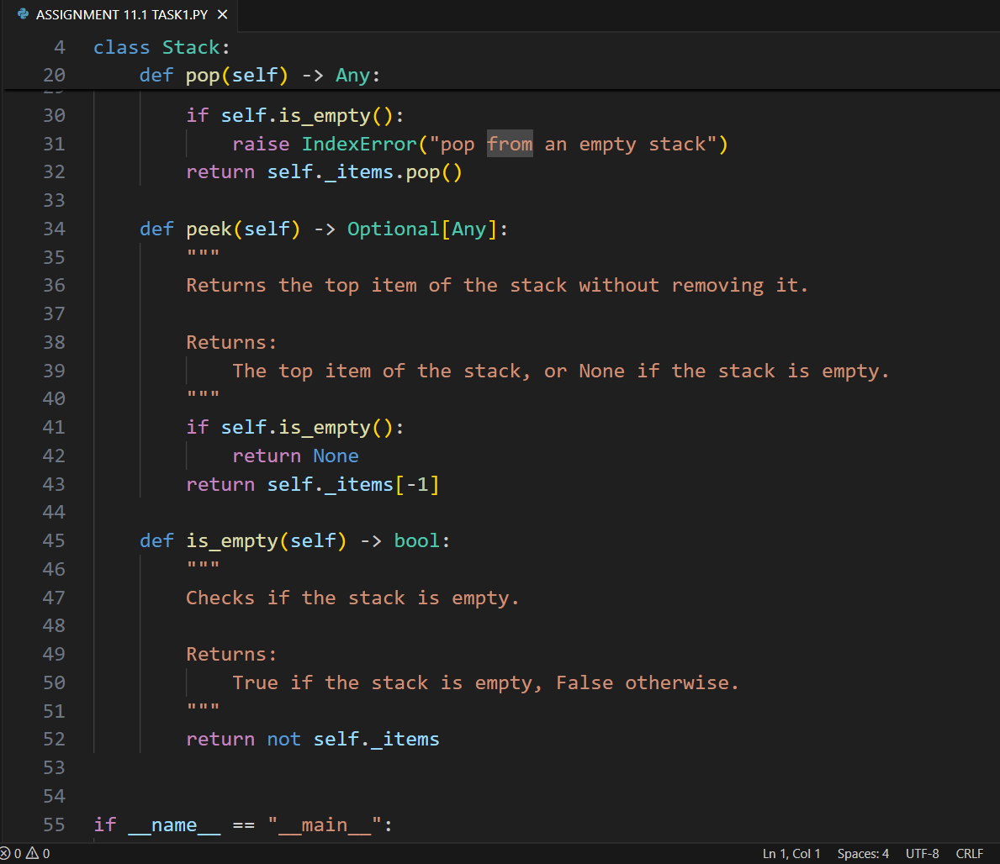 ASSIGNMENT 11.1 TASK1.PY ×
4 class Stack:
20     def pop(self) -> Any:
30         if self.is_empty():
31             raise IndexError("pop from an empty stack")
32         return self._items.pop()
33
34     def peek(self) -> Optional[Any]:
35         """
36         Returns the top item of the stack without removing it.
37
38         Returns:
39             The top item of the stack, or None if the stack is empty.
40         """
41         if self.is_empty():
42             return None
43         return self._items[-1]
44
45     def is_empty(self) -> bool:
46         """
47         Checks if the stack is empty.
48
49         Returns:
50             True if the stack is empty, False otherwise.
51         """
52         return not self._items
53
54
55 if __name__ == "__main__":
0 0 Ln 1, Col 1 Spaces: 4 UTF-8 CRLF